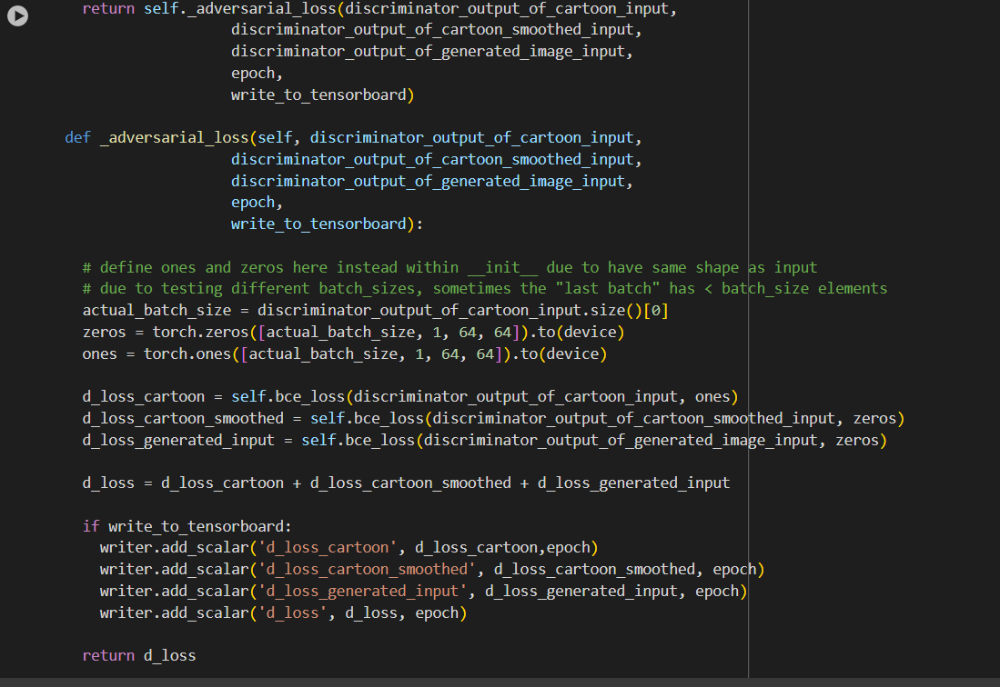 return self._adversarial_loss(discriminator_output_of_cartoon_input,
discriminator_output_of_cartoon_smoothed_input,
discriminator_output_of_generated_image_input,
epoch,
write_to_tensorboard)
def _adversarial_loss(self, discriminator_output_of_cartoon_input,
discriminator_output_of_cartoon_smoothed_input,
discriminator_output_of_generated_image_input,
epoch,
write_to_tensorboard):
# define ones and zeros here instead within __init__ due to have same shape as input
# due to testing different batch_sizes, sometimes the "last batch" has < batch_size elements
actual_batch_size = discriminator_output_of_cartoon_input.size()[0]
zeros = torch.zeros([actual_batch_size, 1, 64, 64]).to(device)
ones = torch.ones([actual_batch_size, 1, 64, 64]).to(device)
d_loss_cartoon = self.bce_loss(discriminator_output_of_cartoon_input, ones)
d_loss_cartoon_smoothed = self.bce_loss(discriminator_output_of_cartoon_smoothed_input, zeros)
d_loss_generated_input = self.bce_loss(discriminator_output_of_generated_image_input, zeros)
d_loss = d_loss_cartoon + d_loss_cartoon_smoothed + d_loss_generated_input
if write_to_tensorboard:
writer.add_scalar('d_loss_cartoon', d_loss_cartoon,epoch)
writer.add_scalar('d_loss_cartoon_smoothed', d_loss_cartoon_smoothed, epoch)
writer.add_scalar('d_loss_generated_input', d_loss_generated_input, epoch)
writer.add_scalar('d_loss', d_loss, epoch)
return d_loss